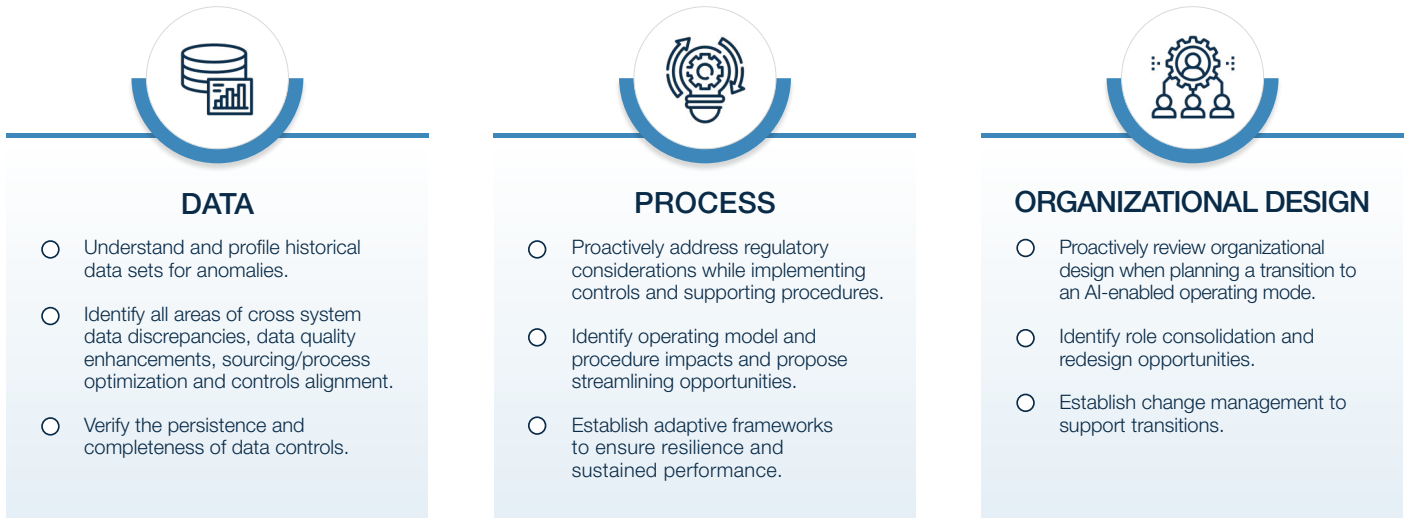 DATA
Understand and profile historical
data sets for anomalies.
Identify all areas of cross system
data discrepancies, data quality
enhancements, sourcing/process
optimization and controls alignment.
Verify the persistence and
completeness of data controls.
PROCESS
Proactively address regulatory
considerations while implementing
controls and supporting procedures.
Identify operating model and
procedure impacts and propose
streamlining opportunities.
Establish adaptive frameworks
to ensure resilience and
sustained performance.
ORGANIZATIONAL DESIGN
Proactively review organizational
design when planning a transition to
an AI-enabled operating mode.
Identify role consolidation and
redesign opportunities.
Establish change management to
support transitions.